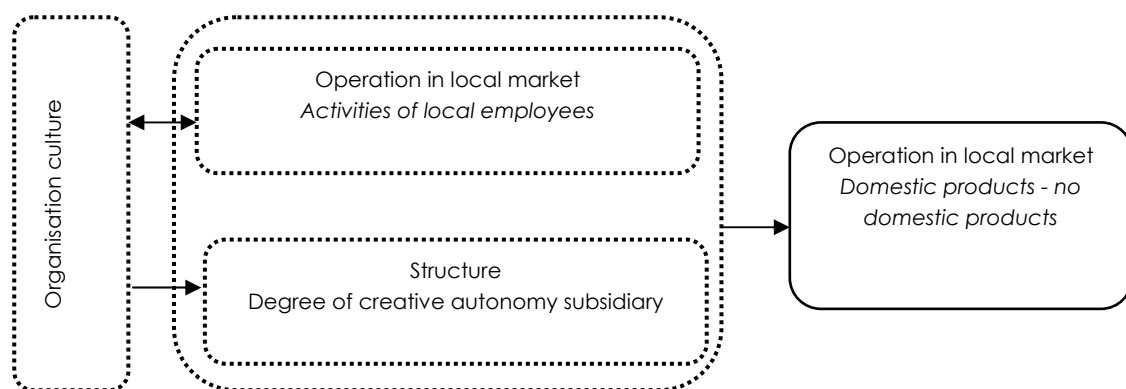 Organisation culture
Operation in local market
Activities of local employees
Structure
Degree of creative autonomy subsidiary
Operation in local market
Domestic products - no
domestic products